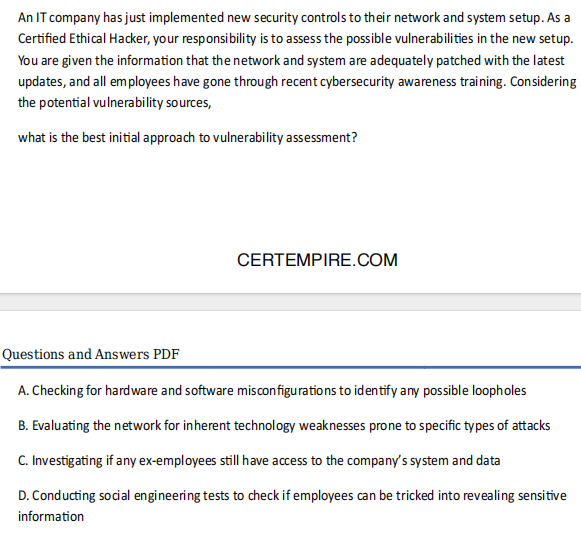 An IT company has just implemented new security controls to their network and system setup. As a
Certified Ethical Hacker, your responsibility is to assess the possible vulnerabilities in the new setup.
You are given the information that the network and system are adequately patched with the latest
updates, and all employees have gone through recent cybersecurity awareness training. Considering
the potential vulnerability sources,
what is the best initial approach to vulnerability assessment?
CERTEMPIRE.COM
Questions and Answers PDF
A. Checking for hardware and software misconfigurations to identify any possible loopholes
B. Evaluating the network for inherent technology weaknesses prone to specific types of attacks
C. Investigating if any ex-employees still have access to the company's system and data
D. Conducting social engineering tests to check if employees can be tricked into revealing sensitive
information